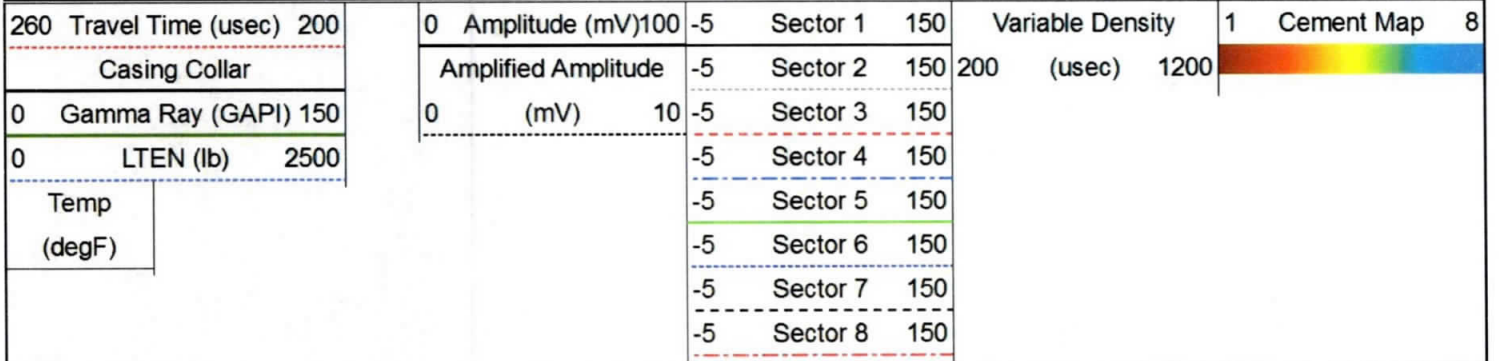 260 Travel Time (usec) 200
Casing Collar
0 Gamma Ray (GAPI) 150
0 LTEN (lb) 2500
Temp
(degF)
0 Amplitude (mV)100
Amplified Amplitude
0 (mV) 10
-5 Sector 1 150
-5 Sector 2 150
-5 Sector 3 150
-5 Sector 4 150
-5 Sector 5 150
-5 Sector 6 150
-5 Sector 7 150
-5 Sector 8 150
Variable Density
200 (usec) 1200
1 Cement Map 8